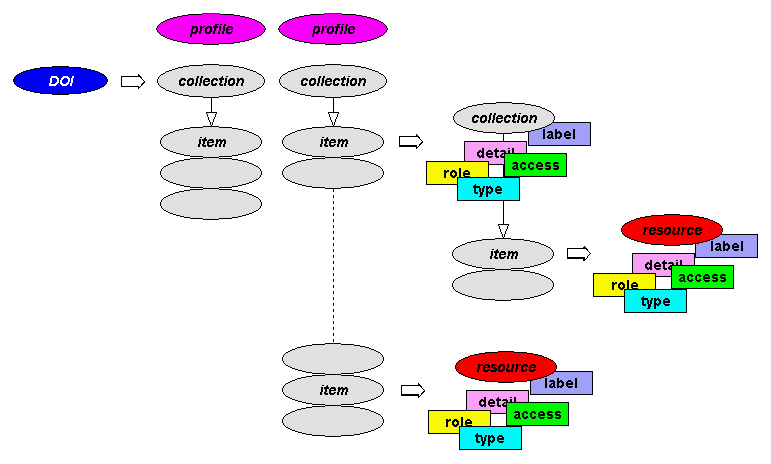 profile
profile
DOI
collection
collection
item
item
collection
label
detail
access
role
type
item
resource
label
detail
access
role
type
item
resource
label
detail
access
role
type